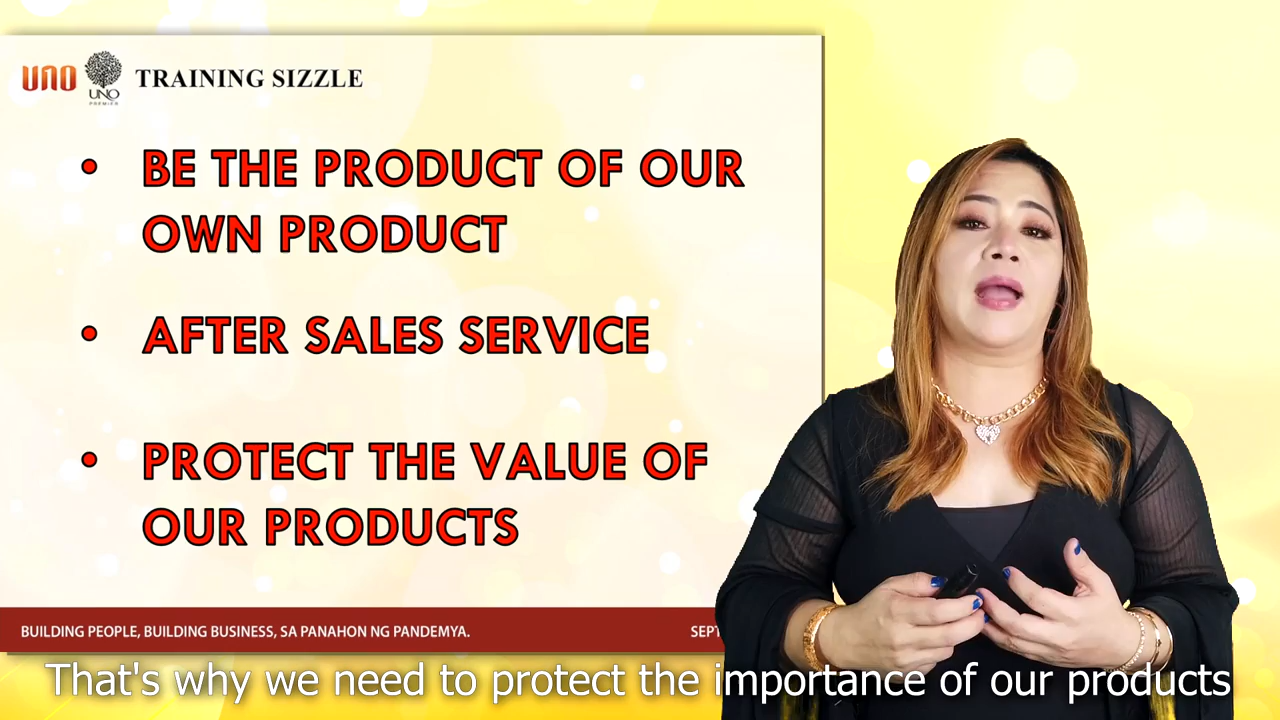 UNO
UNO
PREMIER
TRAINING SIZZLE
• BE THE PRODUCT OF OUR
OWN PRODUCT
• AFTER SALES SERVICE
• PROTECT THE VALUE OF
OUR PRODUCTS
BUILDING PEOPLE, BUILDING BUSINESS, SA PANAHON NG PANDEMYA.
SEPT
That's why we need to protect the importance of our products